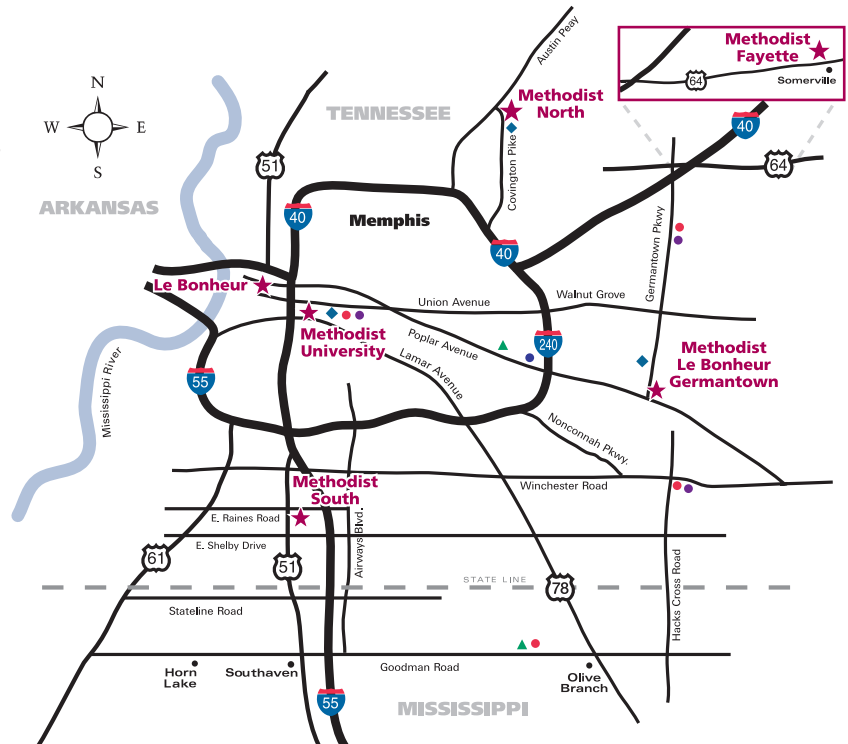 Austin Peay
Methodist
Fayette
64
Somerville
N
W
E
S
TENNESSEE
Methodist
North
40
51
Covington Pike
64
ARKANSAS
40
Memphis
40
Germantown Pkwy
Le Bonheur
Union Avenue
Walnut Grove
Methodist
University
Poplar Avenue
240
Methodist
Le Bonheur
Germantown
Lamar Avenue
Mississippi River
55
Nonconnah Pkwy.
Methodist
South
Winchester Road
E. Raines Road
Airways Blvd.
E. Shelby Drive
61
51
STATE LINE
78
Hacks Cross Road
Stateline Road
Goodman Road
Horn
Lake
Southaven
Olive
Branch
55
MISSISSIPPI